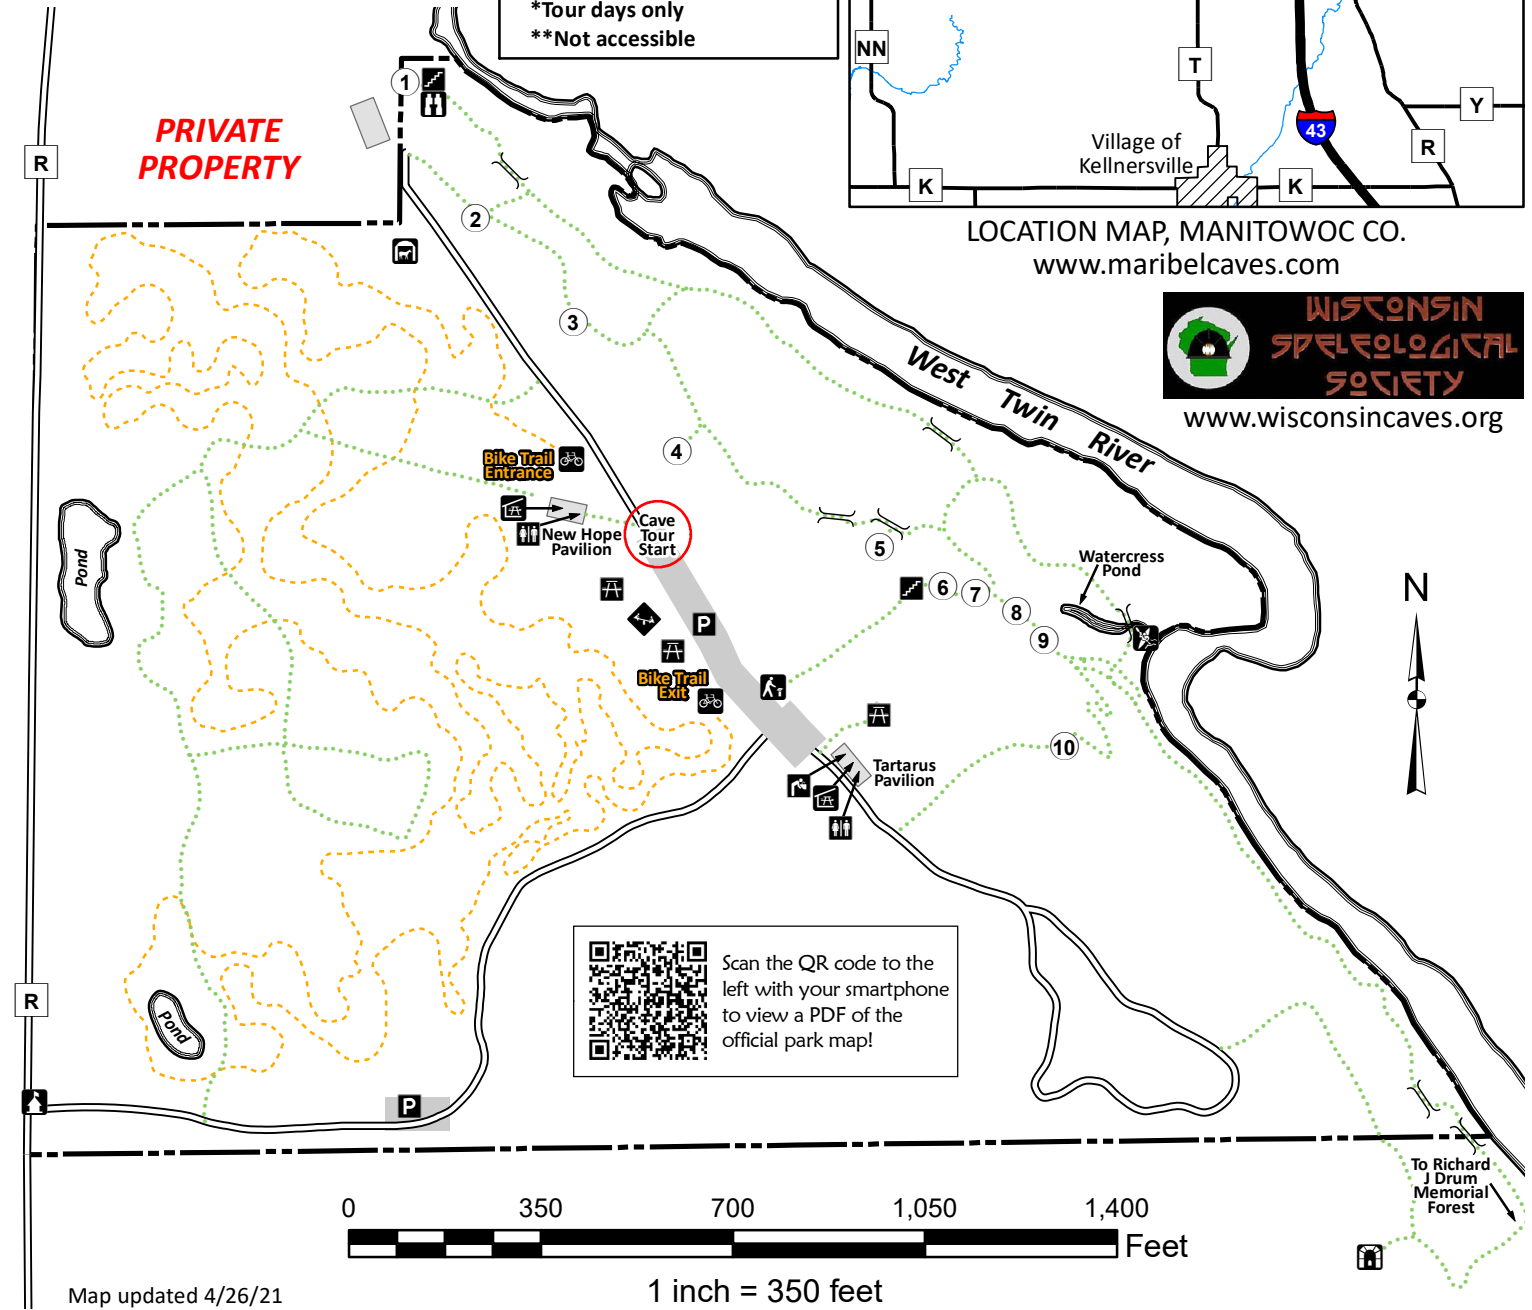 *Tour days only
**Not accessible
NN
T
Y
43
R
Village of
Kellnersville
K
K
LOCATION MAP, MANITOWOC CO.
www.maribelcaves.com
WISCONSIN
SPELEOLOGICAL
SOCIETY
www.wisconsincaves.org
R
PRIVATE
PROPERTY
1
2
3
4
West Twin River
Bike Trail
Entrance
New Hope
Pavilion
Cave
Tour
Start
5
6
7
8
9
Watercress
Pond
Pond
N
P
Bike Trail
Exit
10
Tartarus
Pavilion
R
Pond
Scan the QR code to the
left with your smartphone
to view a PDF of the
official park map!
P
To Richard
J Drum
Memorial
Forest
0 350 700 1,050 1,400
Feet
1 inch = 350 feet
Map updated 4/26/21